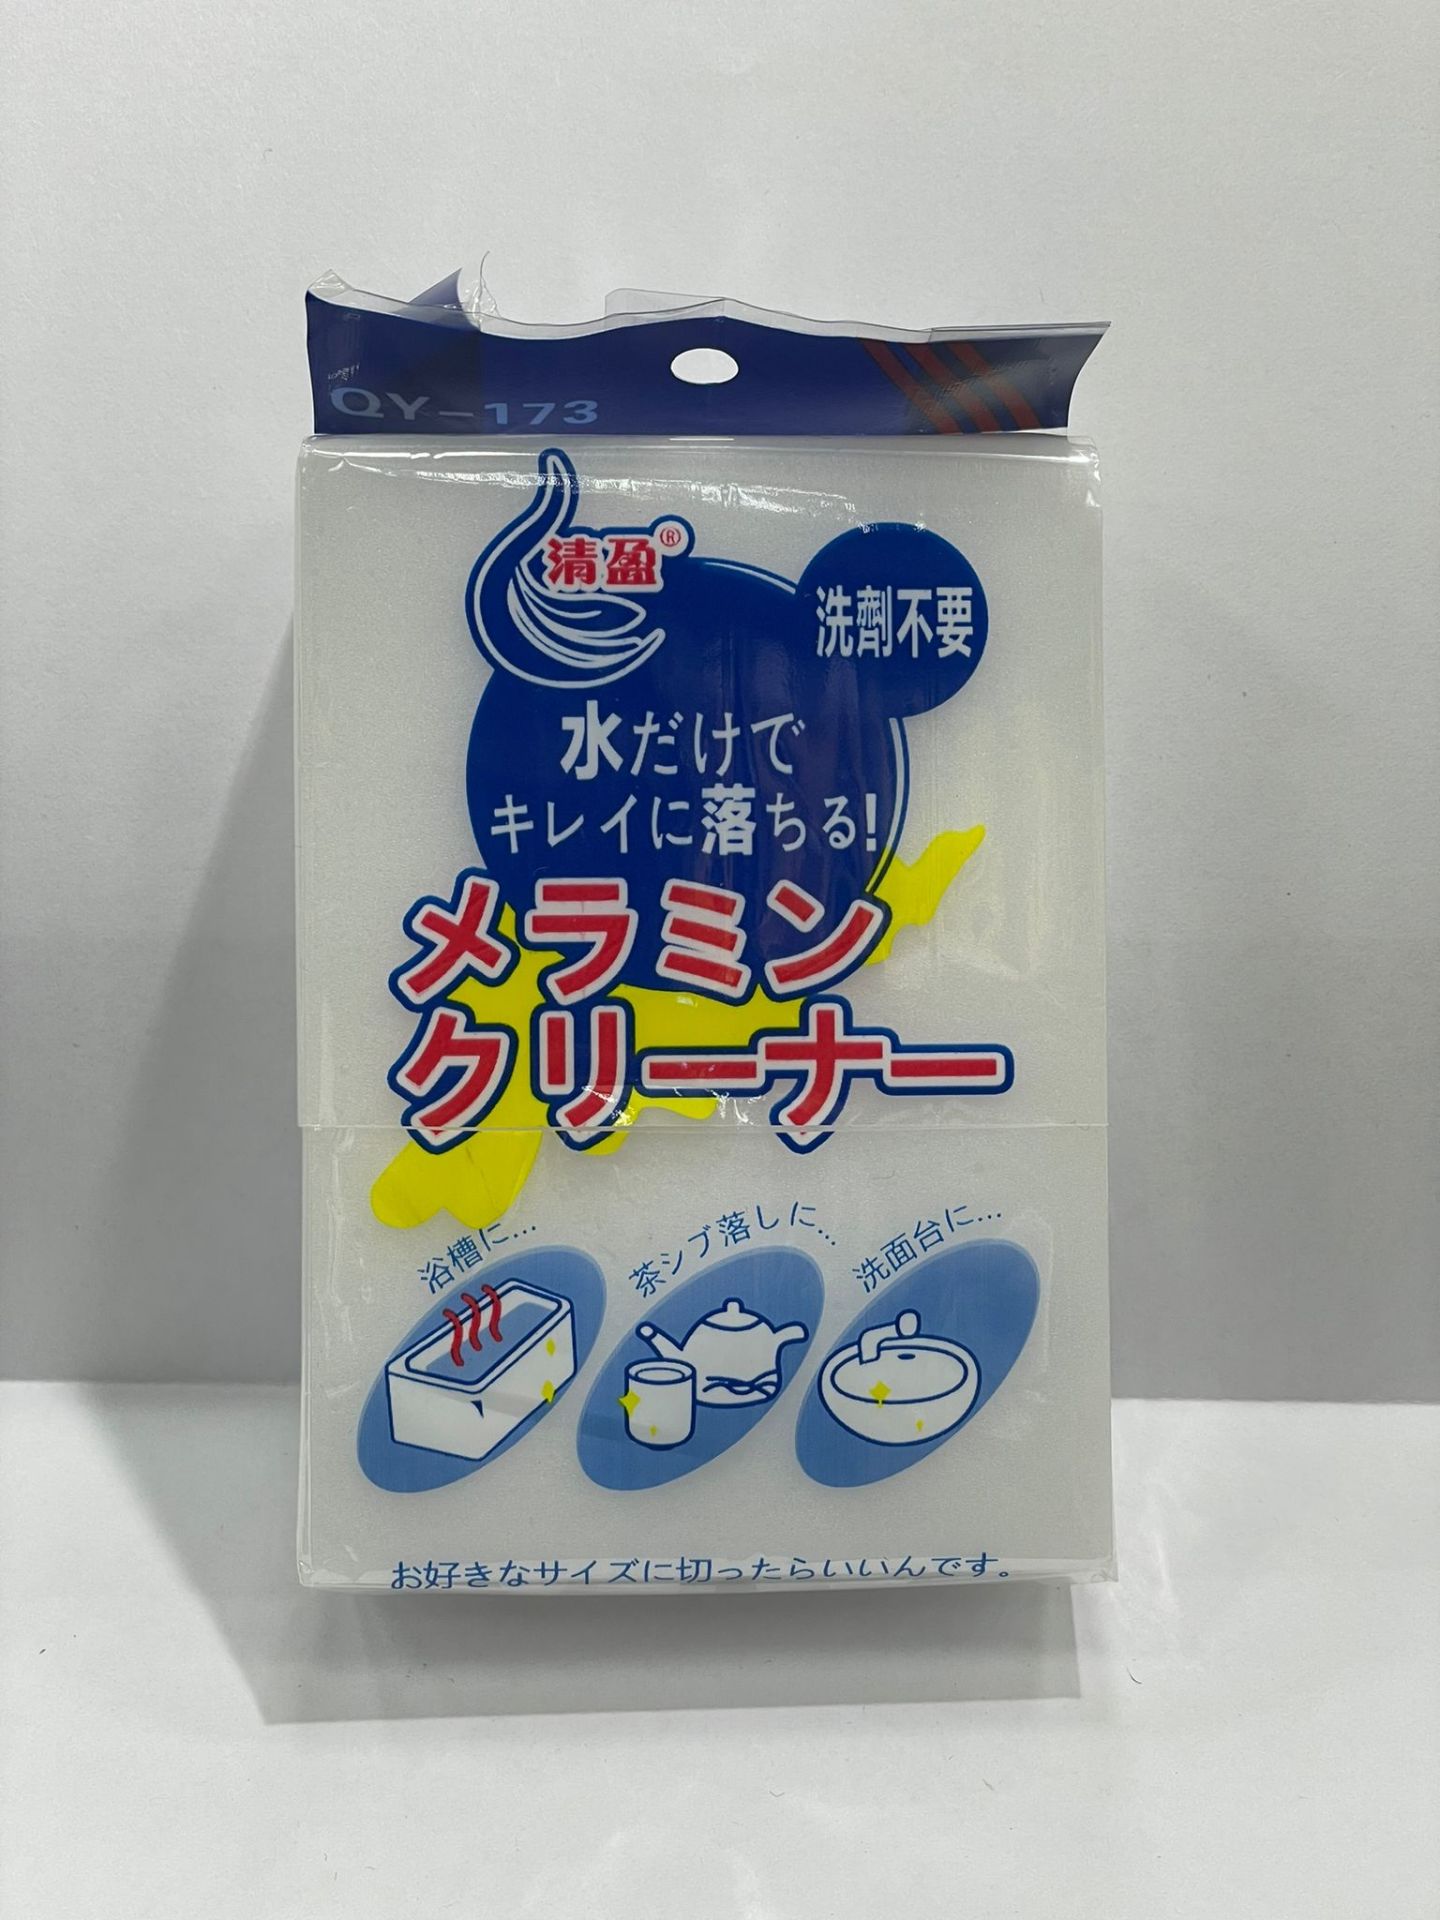 QY-173
清盈®
洗劑不要
水だけで
キレイに落ちる!
メラミン
クリーナー
浴槽に…
茶シブ落しに…
洗面台に…
お好きなサイズに切ったらいいんです。